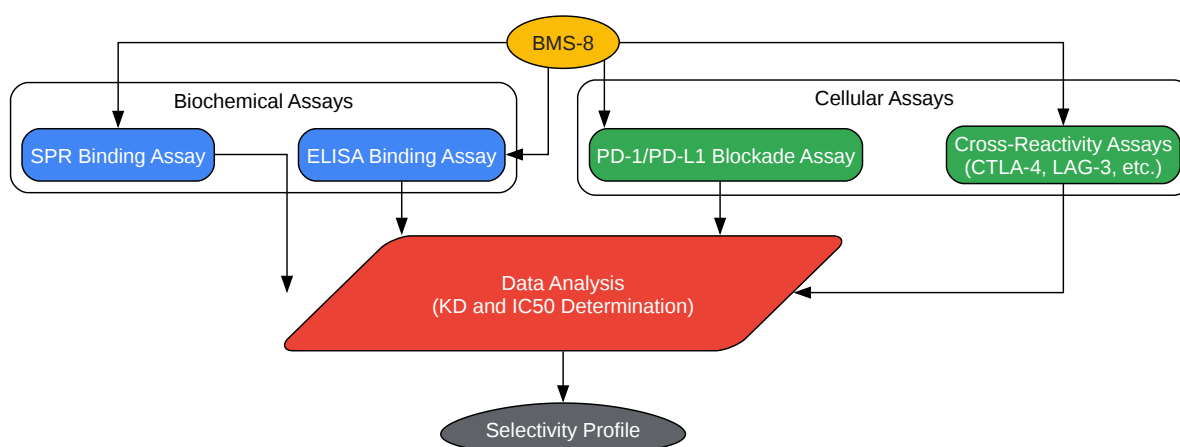 BMS-8
Biochemical Assays
Cellular Assays
SPR Binding Assay
ELISA Binding Assay
PD-1/PD-L1 Blockade Assay
Cross-Reactivity Assays
(CTLA-4, LAG-3, etc.)
Data Analysis
(KD and IC50 Determination)
Selectivity Profile